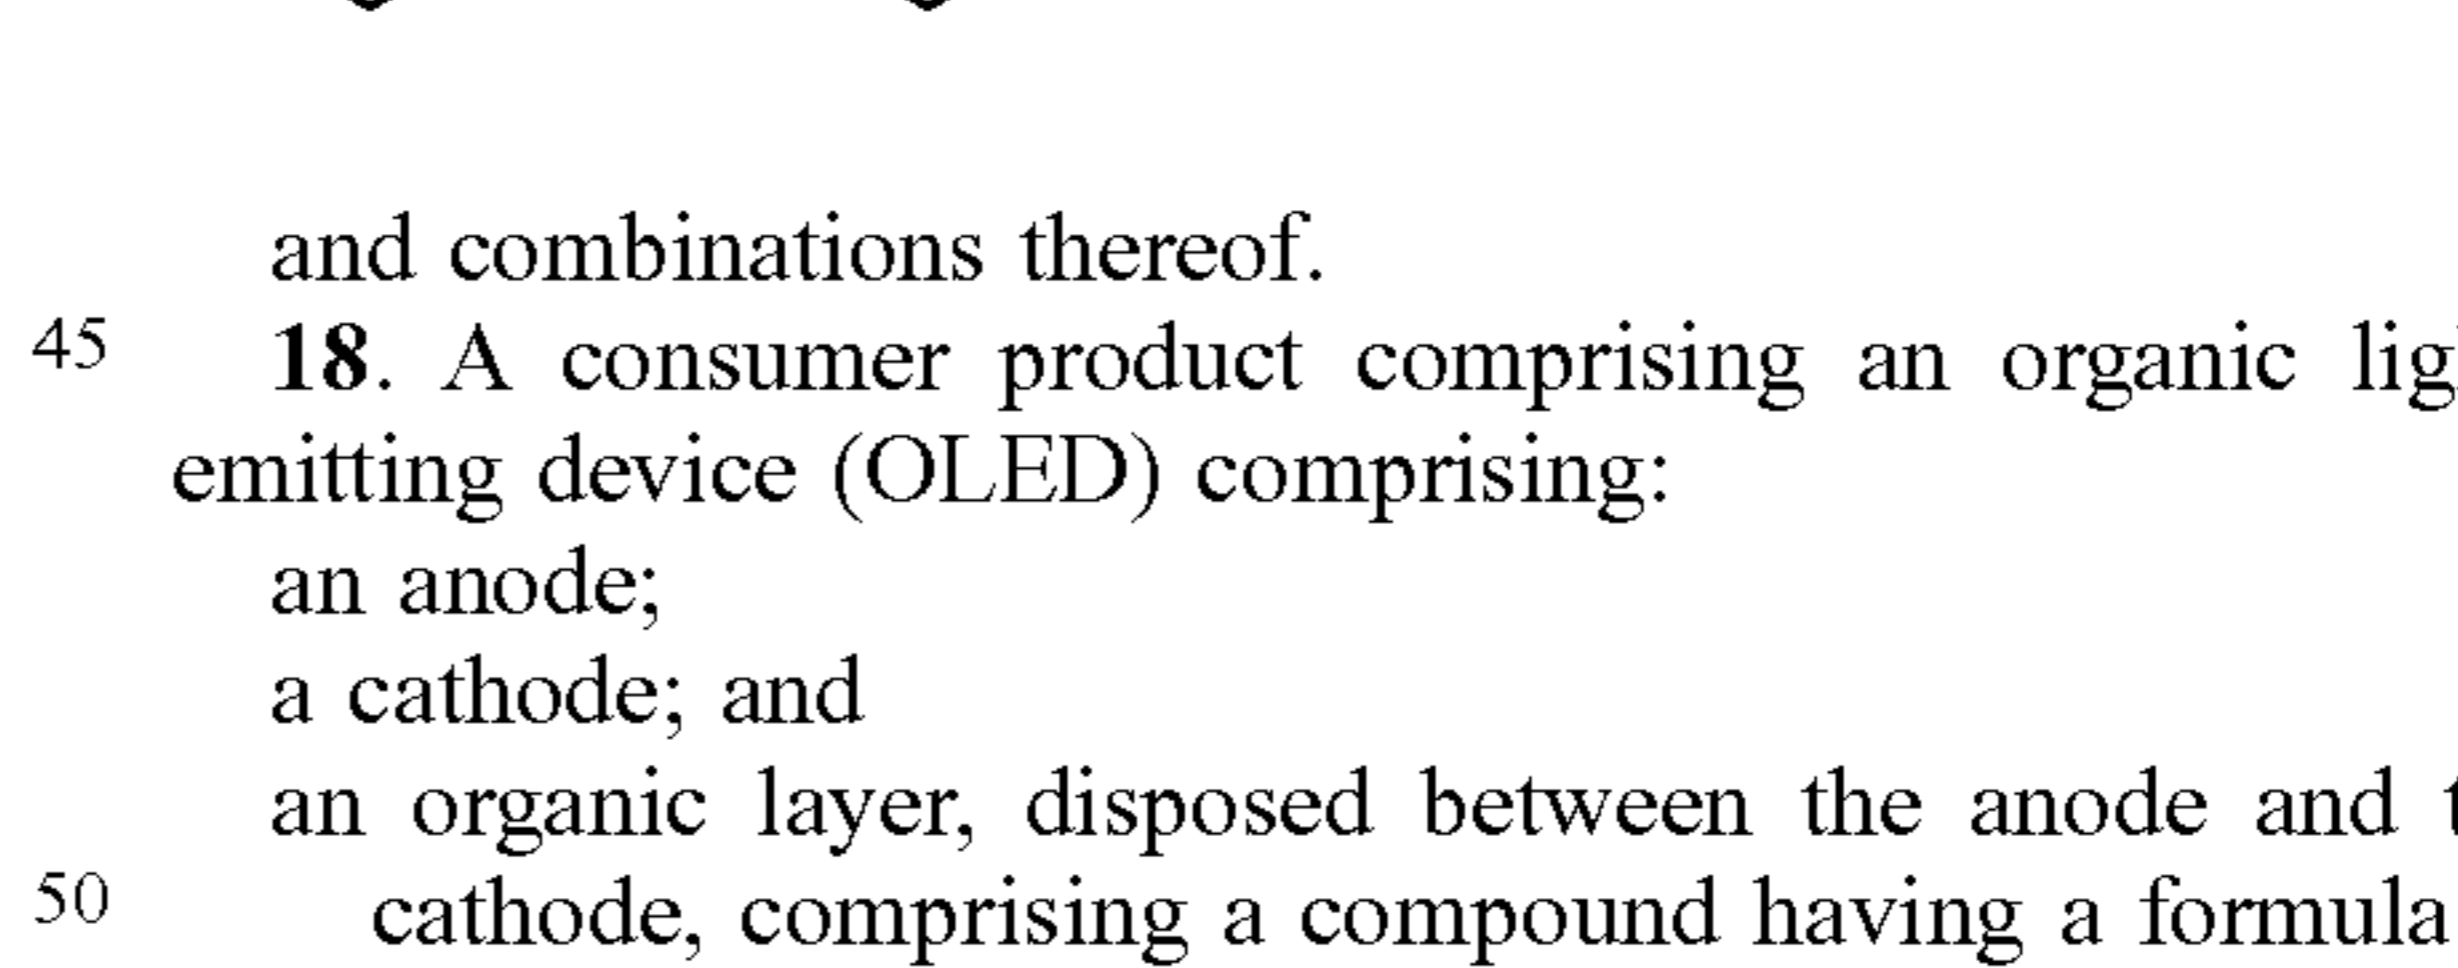 and combinations thereof.
45 18. A consumer product comprising an organic
emitting device (OLED) comprising:
an anode;
a cathode; and
an organic layer, disposed between the anode and
50 cathode, comprising a compound having a formula